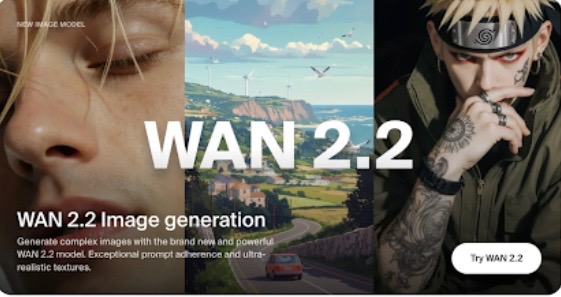 NEW IMAGE MODEL
WAN 2.2
WAN 2.2 Image generation
Generate complex images with the brand new and powerful
WAN 2.2 model. Exceptional prompt adherence and ultra-
realistic textures.
Try WAN 2.2